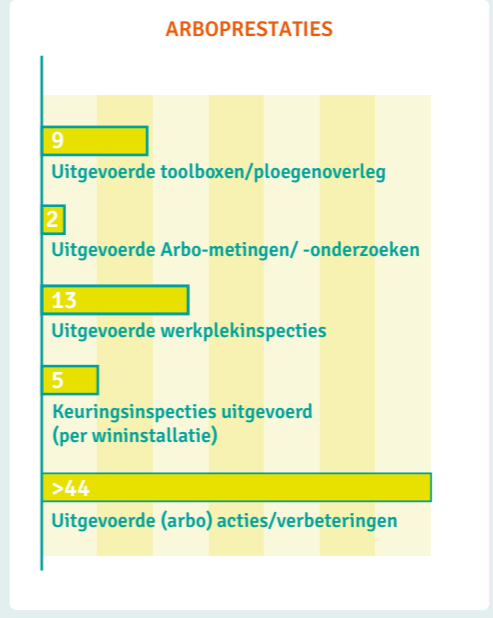 ARBOPRESTATIES
9
Uitgevoerde toolboxen/ploegenoverleg
2
Uitgevoerde Arbo-metingen/ -onderzoeken
13
Uitgevoerde werkplekinspecties
5
Keuringsinspecties uitgevoerd
(per wininstallatie)
>44
Uitgevoerde (arbo) acties/verbeteringen